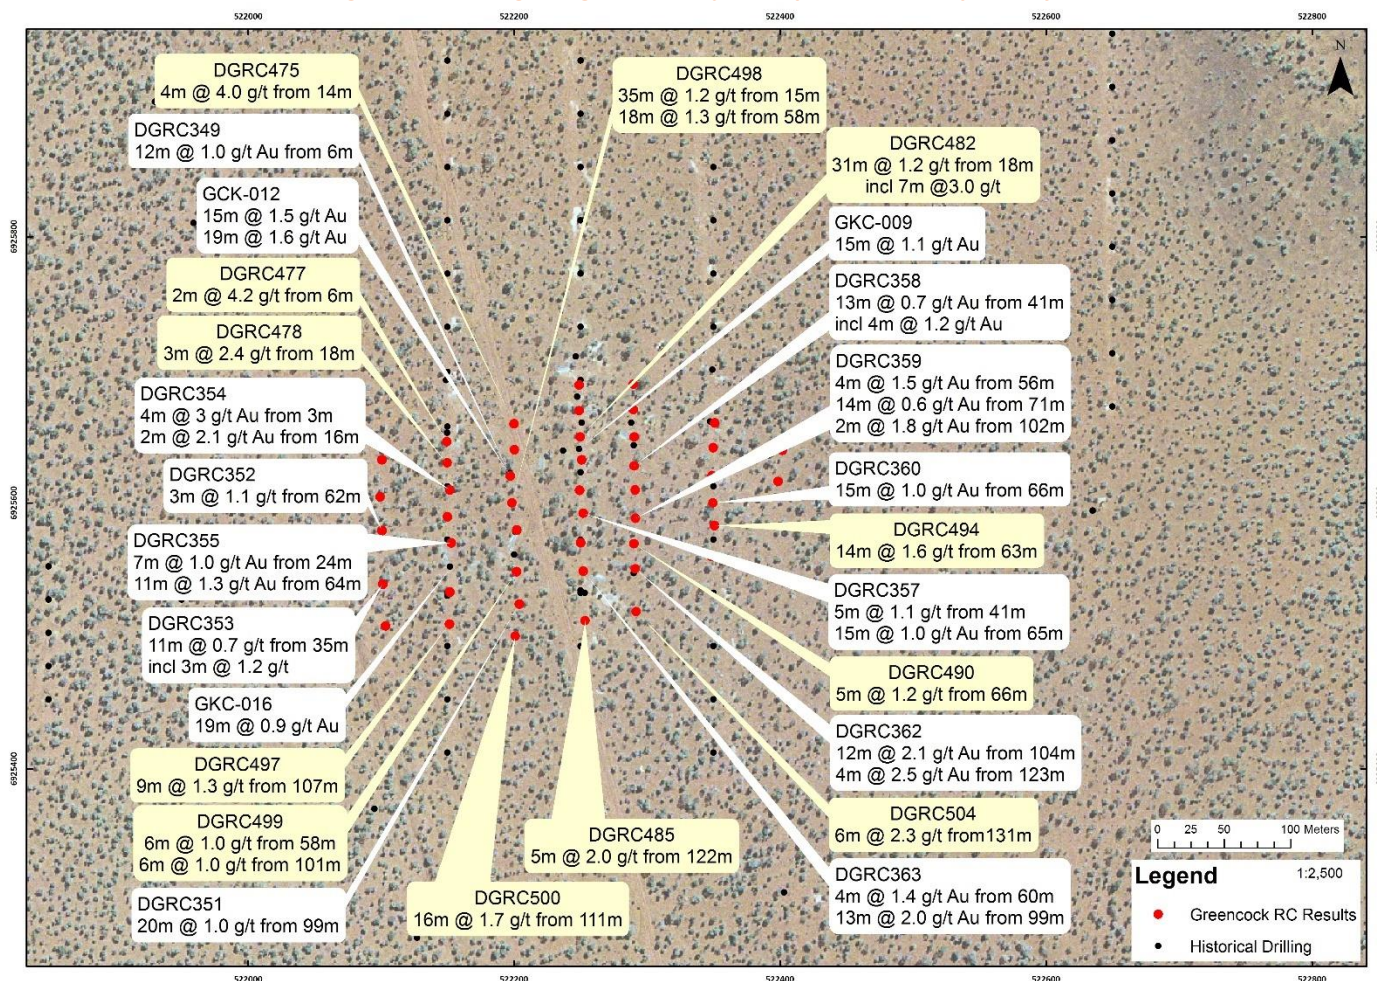 522000
522200
522400
522600
522800
N
6925800
6925600
6925400
DGRC475
4m @ 4.0 g/t from 14m
DGRC349
12m @ 1.0 g/t Au from 6m
GCK-012
15m @ 1.5 g/t Au
19m @ 1.6 g/t Au
DGRC477
2m @ 4.2 g/t from 6m
DGRC478
3m @ 2.4 g/t from 18m
DGRC354
4m @ 3 g/t Au from 3m
2m @ 2.1 g/t Au from 16m
DGRC352
3m @ 1.1 g/t from 62m
DGRC355
7m @ 1.0 g/t Au from 24m
11m @ 1.3 g/t Au from 64m
DGRC353
11m @ 0.7 g/t from 35m
incl 3m @ 1.2 g/t
GKC-016
19m @ 0.9 g/t Au
DGRC497
9m @ 1.3 g/t from 107m
DGRC499
6m @ 1.0 g/t from 58m
6m @ 1.0 g/t from 101m
DGRC351
20m @ 1.0 g/t from 99m
DGRC500
16m @ 1.7 g/t from 111m
DGRC485
5m @ 2.0 g/t from 122m
DGRC498
35m @ 1.2 g/t from 15m
18m @ 1.3 g/t from 58m
DGRC482
31m @ 1.2 g/t from 18m
incl 7m @3.0 g/t
GKC-009
15m @ 1.1 g/t Au
DGRC358
13m @ 0.7 g/t Au from 41m
incl 4m @ 1.2 g/t Au
DGRC359
4m @ 1.5 g/t Au from 56m
14m @ 0.6 g/t Au from 71m
2m @ 1.8 g/t Au from 102m
DGRC360
15m @ 1.0 g/t Au from 66m
DGRC494
14m @ 1.6 g/t from 63m
DGRC357
5m @ 1.1 g/t from 41m
15m @ 1.0 g/t Au from 65m
DGRC490
5m @ 1.2 g/t from 66m
DGRC362
12m @ 2.1 g/t Au from 104m
4m @ 2.5 g/t Au from 123m
DGRC504
6m @ 2.3 g/t from131m
DGRC363
4m @ 1.4 g/t Au from 60m
13m @ 2.0 g/t Au from 99m
0 25 50 100 Meters
Legend 1:2,500
Greencock RC Results
Historical Drilling
522000
522200
522400
522600
522800